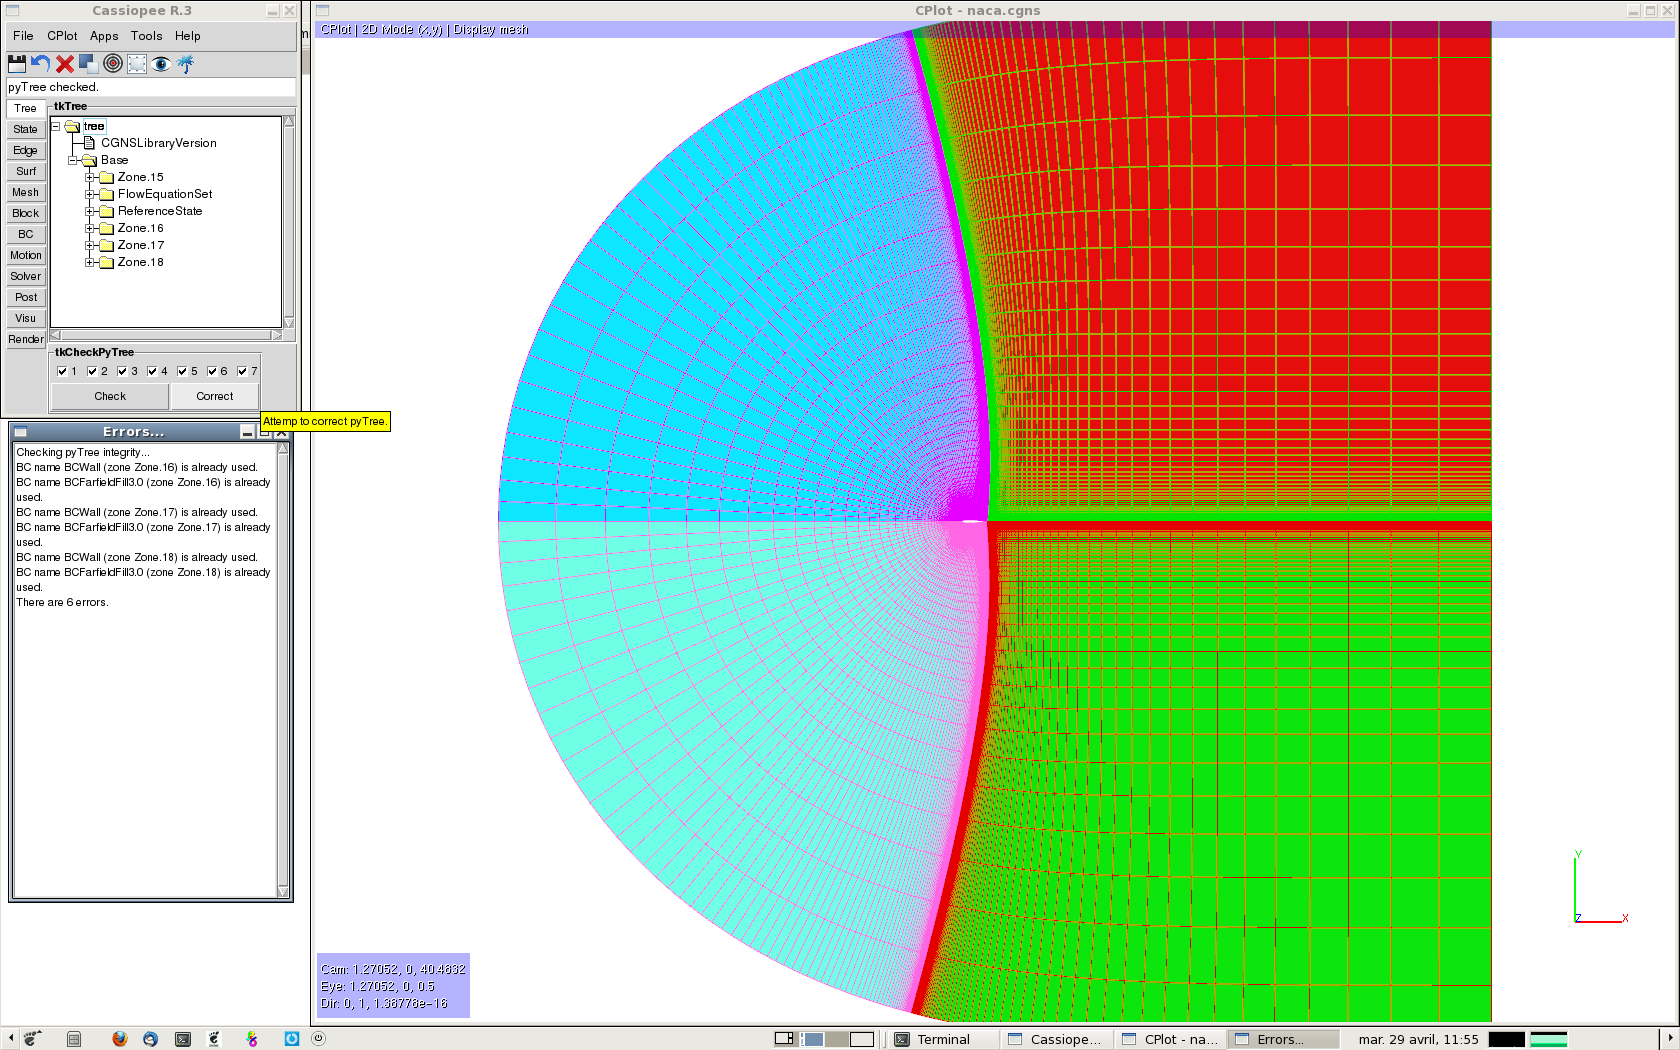 Cassiopee R.3
File CPlot Apps Tools Help
pyTree checked.
Tree
State
Edge
Surf
Mesh
Block
BC
Motion
Solver
Post
Visu
Render
tkTree
tree
CGNSLibraryVersion
Base
Zone.15
FlowEquationSet
ReferenceState
Zone.16
Zone.17
Zone.18
tkCheckPyTree
1 2 3 4 5 6 7
Check Correct
Attemp to correct pyTree.
Errors...
Checking pyTree integrity...
BC name BCWall (zone Zone.16) is already used.
BC name BCFarfieldFill3.0 (zone Zone.16) is already
used.
BC name BCWall (zone Zone.17) is already used.
BC name BCFarfieldFill3.0 (zone Zone.17) is already
used.
BC name BCWall (zone Zone.18) is already used.
BC name BCFarfieldFill3.0 (zone Zone.18) is already
used.
There are 6 errors.
CPlot - naca.cgns
CPlot | 2D Mode (x,y) | Display mesh
Y
Z X
Cam: 1.27052, 0, 40.4832
Eye: 1.27052, 0, 0.5
Dir: 0, 1, 1.38778e-16
Terminal Cassiope... CPlot - na... Errors... mar. 29 avril, 11:55